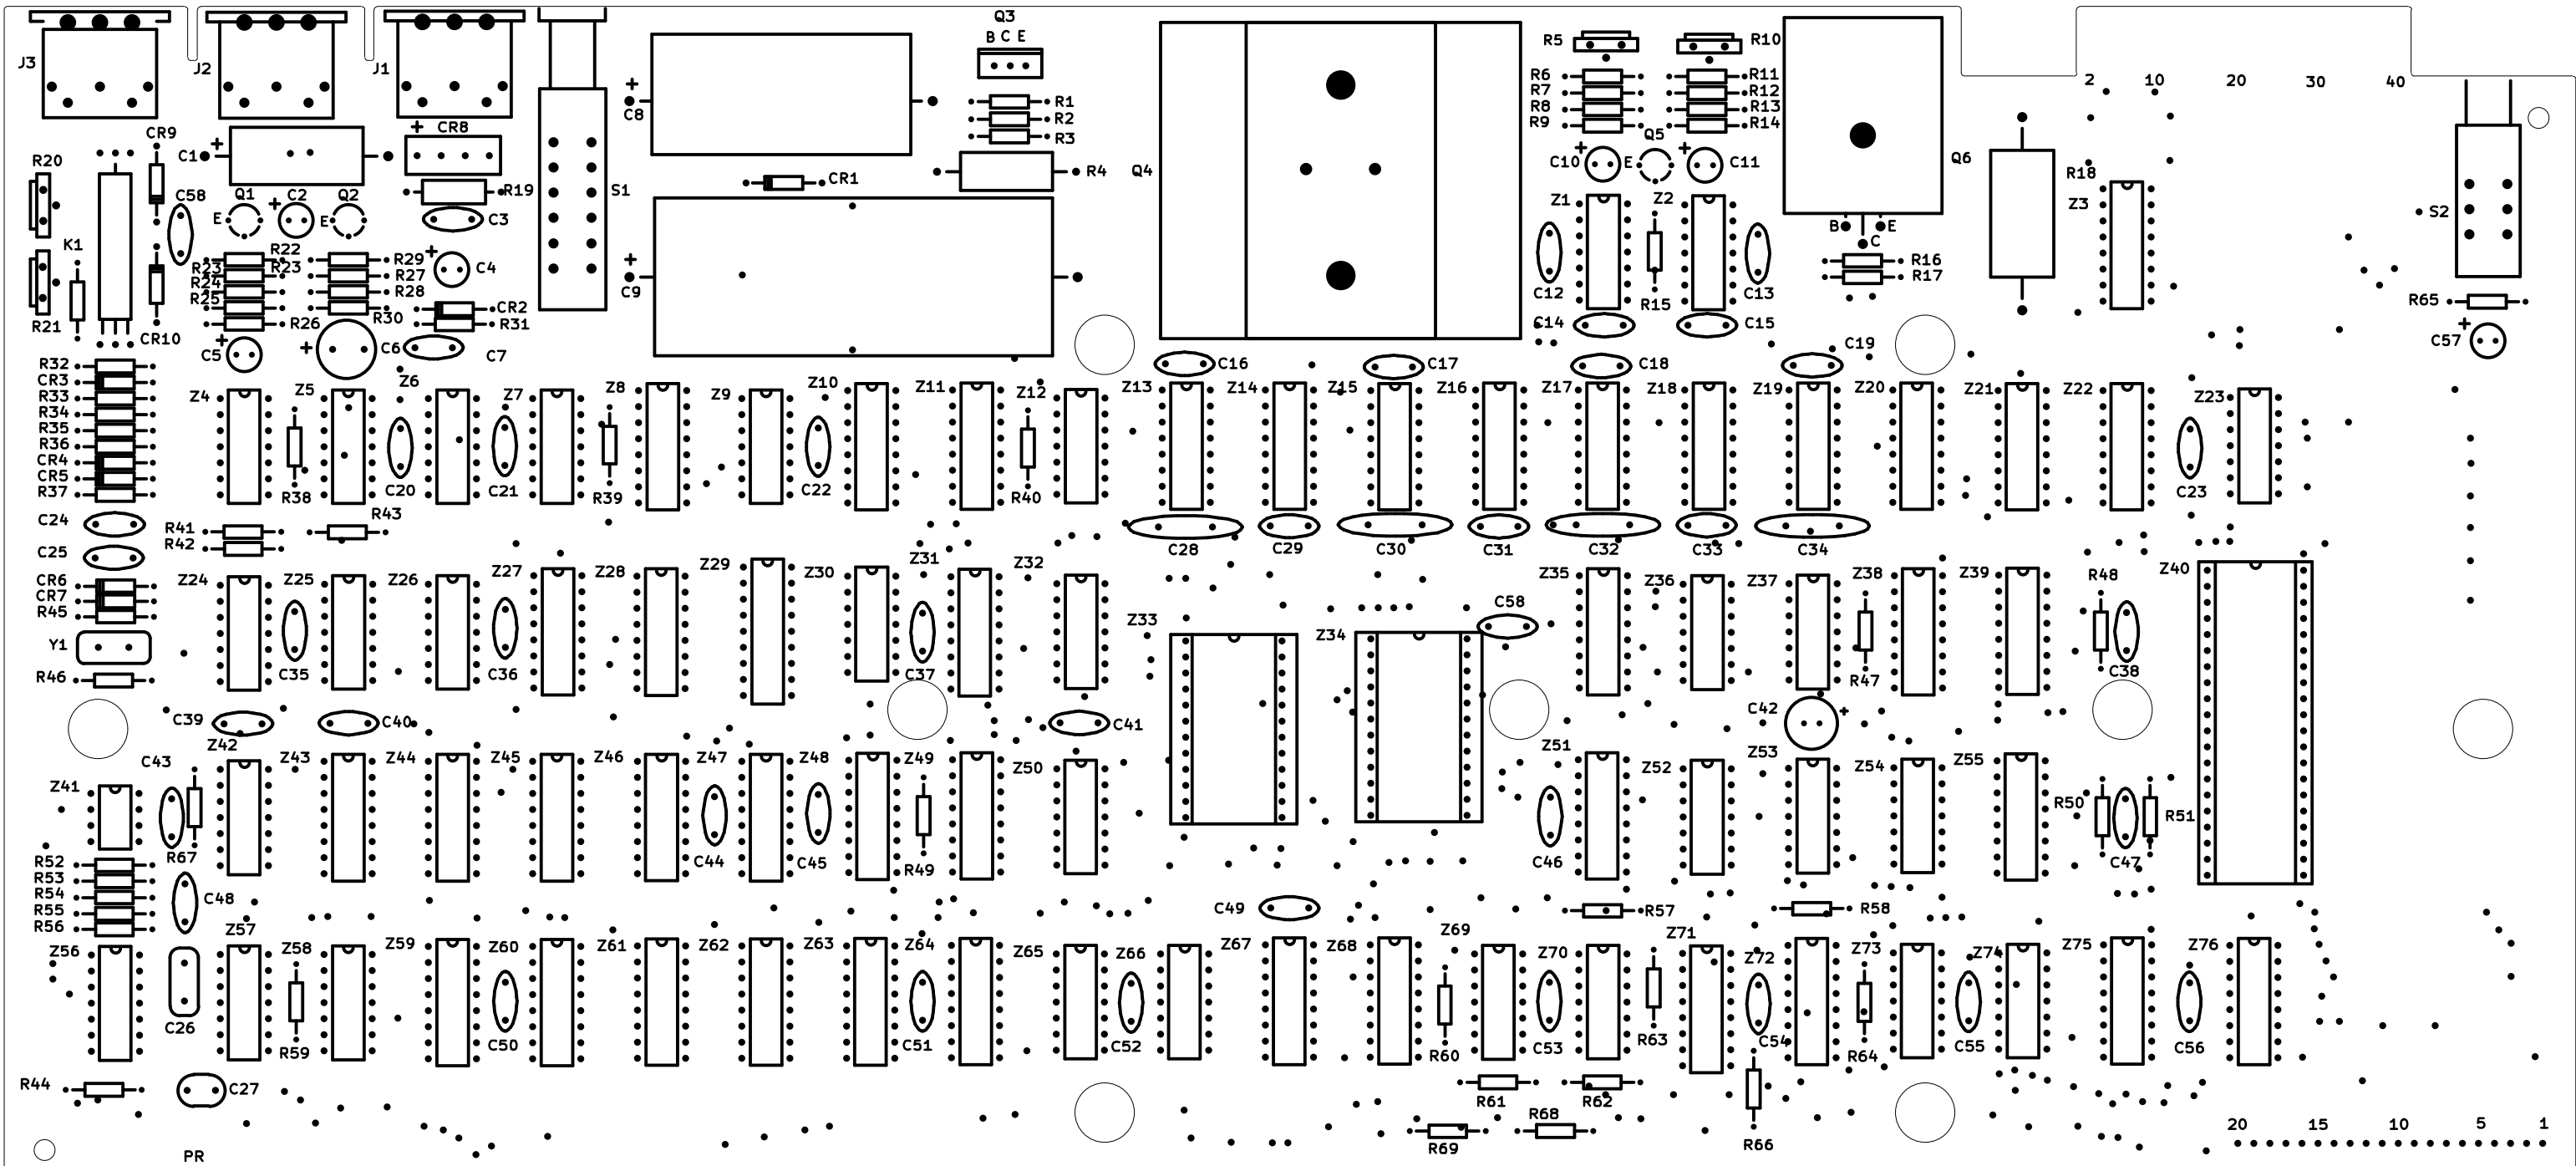 Q3
B C E
J3
J2
J1
R5
R10
2
10
20
30
40
+
C8
R1
R2
R3
R6
R7
R8
R9
R11
R12
R13
R14
CR9
+
C1
+
CR8
R20
C58
Q1
C2
Q2
E
+
E
R19
C3
S1
CR1
R4
Q4
+
C10
E
Q5
+
C11
Q6
R18
Z1
Z2
Z3
S2
K1
R22
R23
R23
R24
R25
R26
R29
R27
R28
R30
+
C4
CR2
R31
+
C9
B
E
C
R16
R17
C12
R15
C13
C14
C15
R65
+
C57
R21
CR10
+
C5
+
C6
C7
R32
CR3
R33
R34
R35
R36
CR4
CR5
R37
C16
C17
C18
C19
Z4
Z5
Z6
Z7
Z8
Z9
Z10
Z11
Z12
Z13
Z14
Z15
Z16
Z17
Z18
Z19
Z20
Z21
Z22
Z23
R38
C20
C21
R39
C22
R40
C23
C24
C25
R41
R42
R43
C28
C29
C30
C31
C32
C33
C34
CR6
CR7
R45
Y1
R46
Z24
Z25
Z26
Z27
Z28
Z29
Z30
Z31
Z32
Z33
Z34
C58
Z35
Z36
Z37
Z38
Z39
R48
Z40
C35
C36
C37
R47
C38
C39
C40
C41
C42
+
Z42
C43
Z43
Z44
Z45
Z46
Z47
Z48
Z49
Z50
Z51
Z52
Z53
Z54
Z55
R50
R51
Z41
R67
C44
C45
R49
C46
C47
R52
R53
R54
R55
R56
C48
C49
R57
R58
Z56
Z57
Z58
Z59
Z60
Z61
Z62
Z63
Z64
Z65
Z66
Z67
Z68
Z69
Z70
Z71
Z72
Z73
Z74
Z75
Z76
C26
R59
C50
C51
C52
R60
C53
R63
C54
R64
C55
C56
R44
C27
R61
R62
R69
R68
R66
20
15
10
5
1
PR